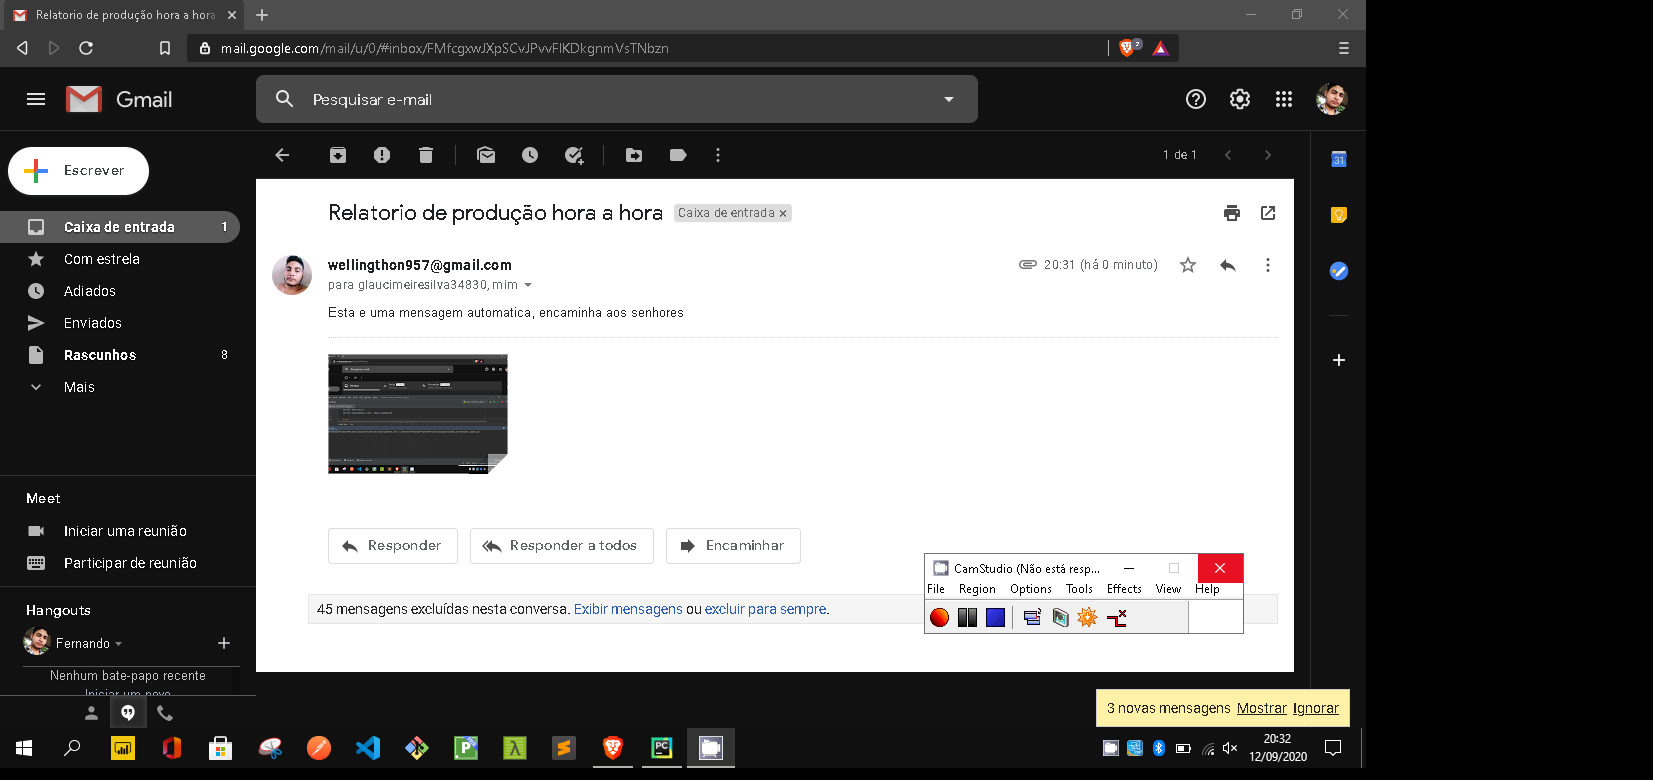 Relatorio de produção hora a hora
mail.google.com/mail/u/0/#inbox/FMfcgxwJXpSCvJPvvFlKDkgnmVsTNbzn
2
Gmail
Pesquisar e-mail
Escrever
1 de 1
31
Caixa de entrada 1
Com estrela
Adiados
Enviados
Rascunhos 8
Mais
Relatorio de produção hora a hora Caixa de entrada x
wellingthon957@gmail.com
20:31 (há 0 minuto)
para glaucimeiresilva34830, mim
Esta e uma mensagem automatica, encaminha aos senhores
Responder Responder a todos Encaminhar
45 mensagens excluídas nesta conversa. Exibir mensagens ou excluir para sempre.
CamStudio (Não está resp...
File Region Options Tools Effects View Help
Meet
Iniciar uma reunião
Participar de reunião
Hangouts
Fernando
Nenhum bate-papo recente
Iniciar um novo
3 novas mensagens Mostrar Ignorar
PC
20:32
12/09/2020